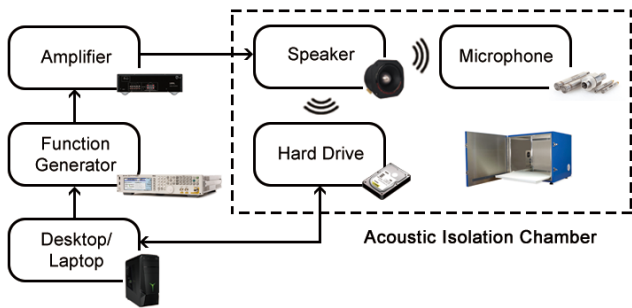 Amplifier
Speaker
Microphone
Function
Generator
Hard Drive
Desktop/
Laptop
Acoustic Isolation Chamber